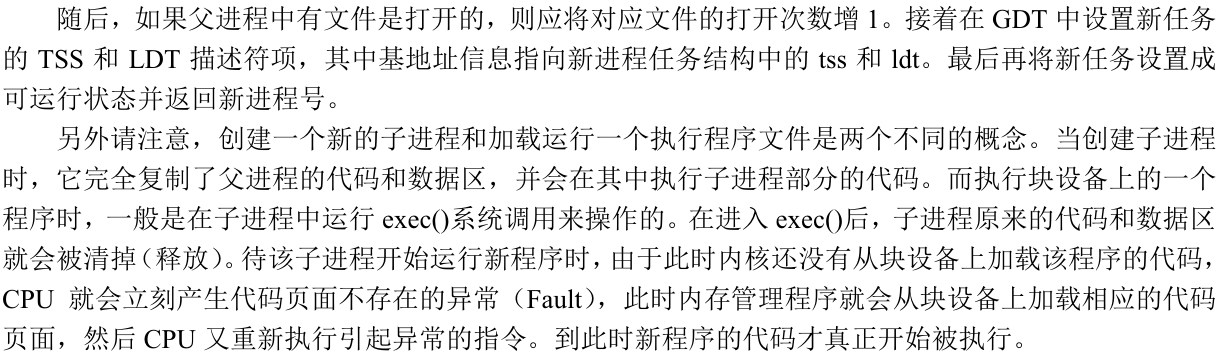 随后，如果父进程中有文件是打开的，则应将对应文件的打开次数增 1。接着在 GDT 中设置新任务
的 TSS 和 LDT 描述符项，其中基地址信息指向新进程任务结构中的 tss 和 ldt。最后再将新任务设置成
可运行状态并返回新进程号。
另外请注意，创建一个新的子进程和加载运行一个执行程序文件是两个不同的概念。当创建子进程
时，它完全复制了父进程的代码和数据区，并会在其中执行子进程部分的代码。而执行块设备上的一个
程序时，一般是在子进程中运行 exec()系统调用来操作的。在进入 exec()后，子进程原来的代码和数据区
就会被清掉（释放）。待该子进程开始运行新程序时，由于此时内核还没有从块设备上加载该程序的代码，
CPU 就会立刻产生代码页面不存在的异常（Fault），此时内存管理程序就会从块设备上加载相应的代码
页面，然后 CPU 又重新执行引起异常的指令。到此时新程序的代码才真正开始被执行。